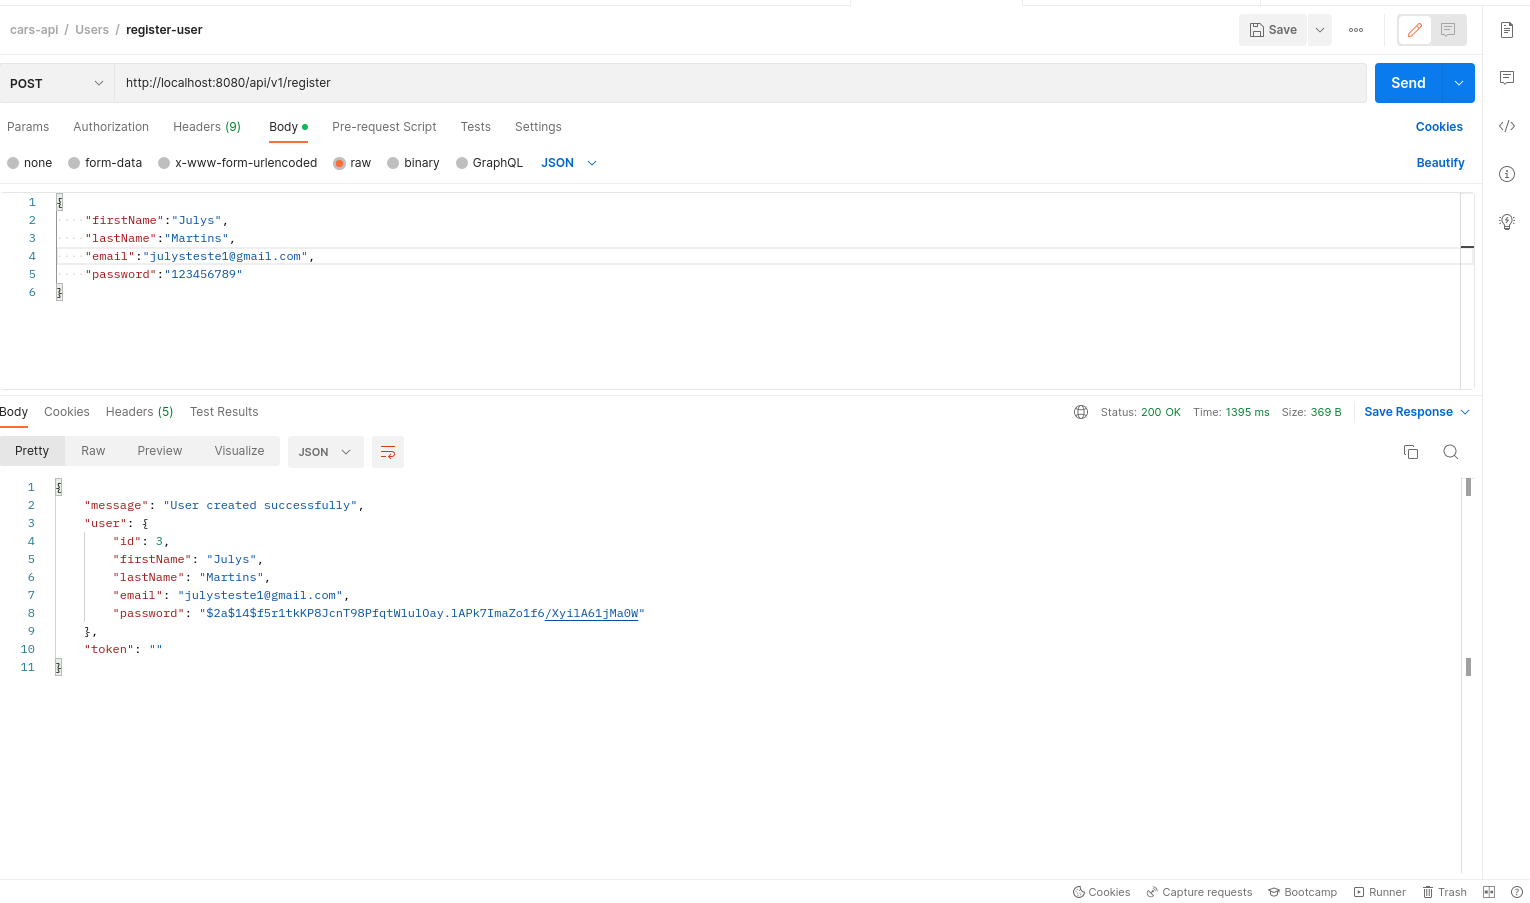 cars-api / Users / register-user
Save
POST
http://localhost:8080/api/v1/register
Send
Params Authorization Headers (9) Body Pre-request Script Tests Settings Cookies
none form-data x-www-form-urlencoded raw binary GraphQL JSON Beautify
1 {
2 "firstName":"Julys",
3 "lastName":"Martins",
4 "email":"julysteste1@gmail.com",
5 "password":"123456789"
6 }
Body Cookies Headers (5) Test Results Status: 200 OK Time: 1395 ms Size: 369 B Save Response
Pretty Raw Preview Visualize JSON
1 {
2 "message": "User created successfully",
3 "user": {
4 "id": 3,
5 "firstName": "Julys",
6 "lastName": "Martins",
7 "email": "julysteste1@gmail.com",
8 "password": "$2a$14$f5r1tkKP8JcnT98PfqtWlulOay.lAPk7ImaZo1f6/XyilA61jMa0W"
9 },
10 "token": ""
11 }
Cookies Capture requests Bootcamp Runner Trash